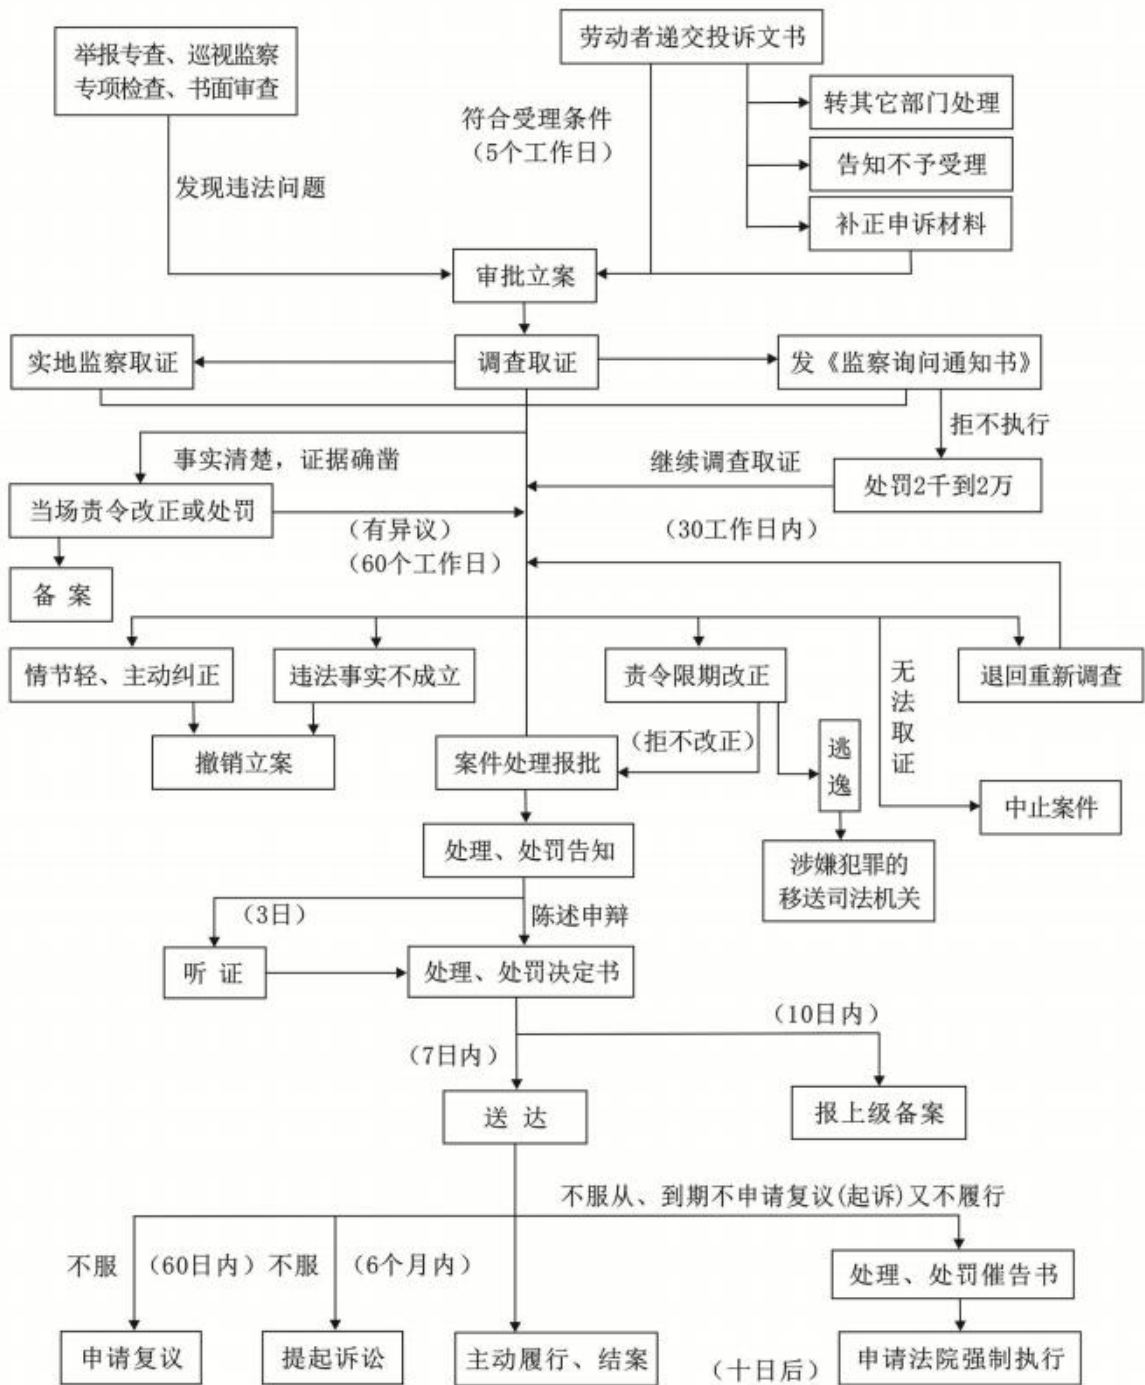 举报专查、巡视监察
专项检查、书面审查
劳动者递交投诉文书
符合受理条件
（5个工作日）
转其它部门处理
告知不予受理
补正申诉材料
发现违法问题
审批立案
实地监察取证
调查取证
发《监察询问通知书》
拒不执行
事实清楚，证据确凿
继续调查取证
处罚2千到2万
当场责令改正或处罚
（有异议）
（60个工作日）
（30工作日内）
备 案
情节轻、主动纠正
违法事实不成立
责令限期改正
无法取证
退回重新调查
撤销立案
案件处理报批
（拒不改正）
逃逸
中止案件
处理、处罚告知
涉嫌犯罪的
移送司法机关
（3日）
陈述申辩
听 证
处理、处罚决定书
（10日内）
（7日内）
送 达
报上级备案
不服从、到期不申请复议(起诉)又不履行
不服
（60日内）
不服
（6个月内）
处理、处罚催告书
申请复议
提起诉讼
主动履行、结案
（十日后）
申请法院强制执行